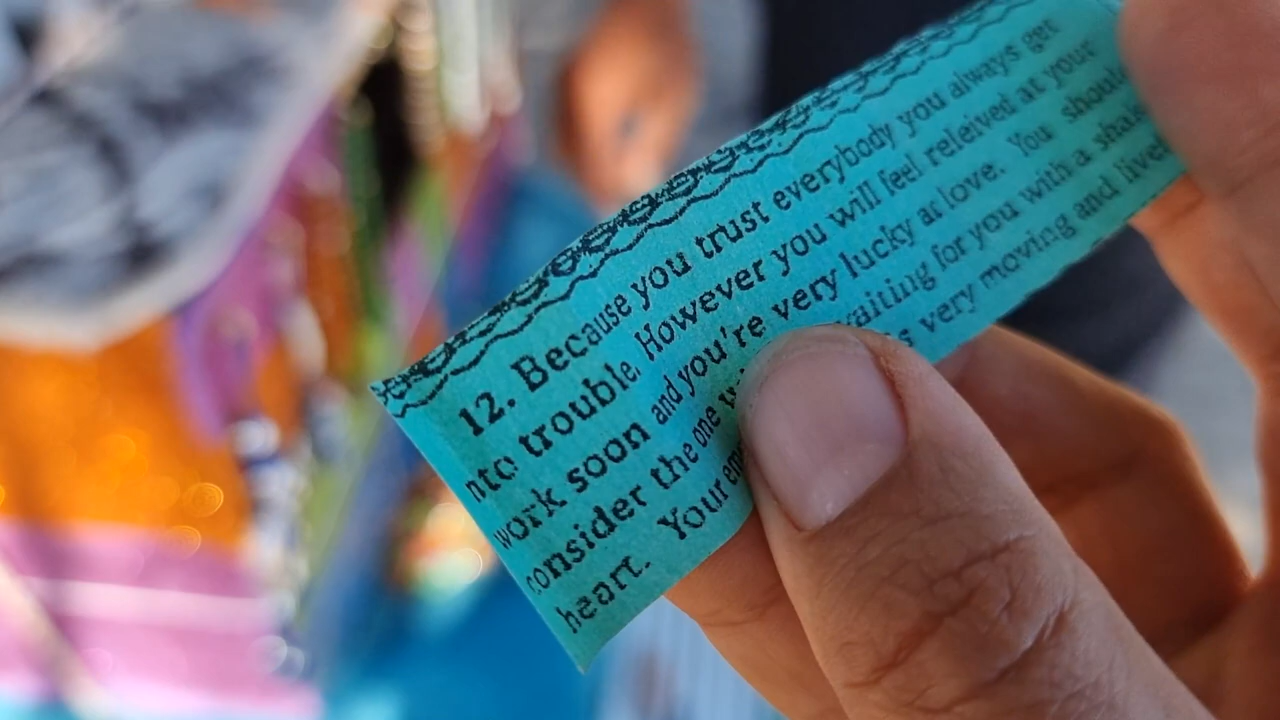 12. Because you trust everybody you always get
nto trouble. However you will feel releived at your
work soon and you're very lucky at love. You should
consider the one waiting for you with a
heart. Your very moving and